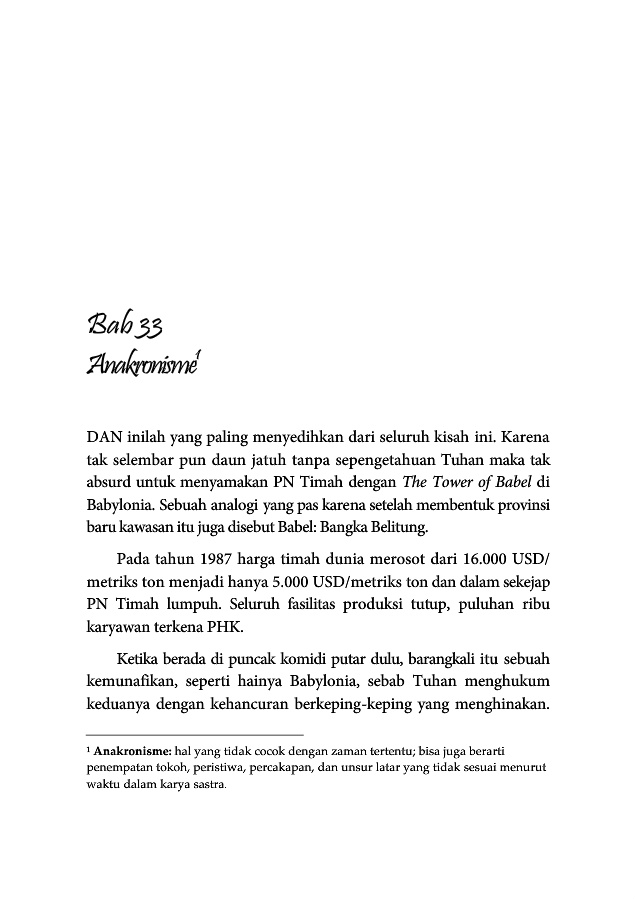 Bab 33
Anakronisme¹
DAN inilah yang paling menyedihkan dari seluruh kisah ini. Karena
tak selembar pun daun jatuh tanpa sepengetahuan Tuhan maka tak
absurd untuk menyamakan PN Timah dengan The Tower of Babel di
Babylonia. Sebuah analogi yang pas karena setelah membentuk provinsi
baru kawasan itu juga disebut Babel: Bangka Belitung.
Pada tahun 1987 harga timah dunia merosot dari 16.000 USD/
metriks ton menjadi hanya 5.000 USD/metriks ton dan dalam sekejap
PN Timah lumpuh. Seluruh fasilitas produksi tutup, puluhan ribu
karyawan terkena PHK.
Ketika berada di puncak komidi putar dulu, barangkali itu sebuah
kemunafikan, seperti hainya Babylonia, sebab Tuhan menghukum
keduanya dengan kehancuran berkeping-keping yang menghinakan.
¹ Anakronisme: hal yang tidak cocok dengan zaman tertentu; bisa juga berarti
penempatan tokoh, peristiwa, percakapan, dan unsur latar yang tidak sesuai menurut
waktu dalam karya sastra.